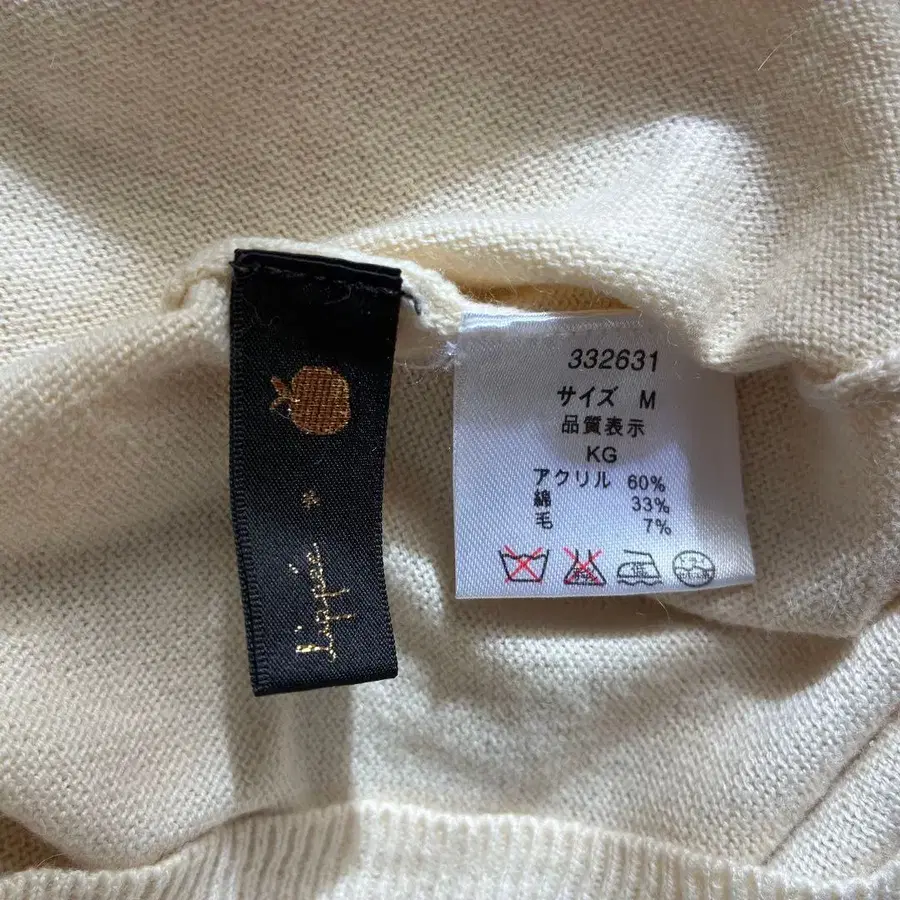 332631
サイズ M
品質表示
KG
アクリル 60%
綿 33%
毛 7%